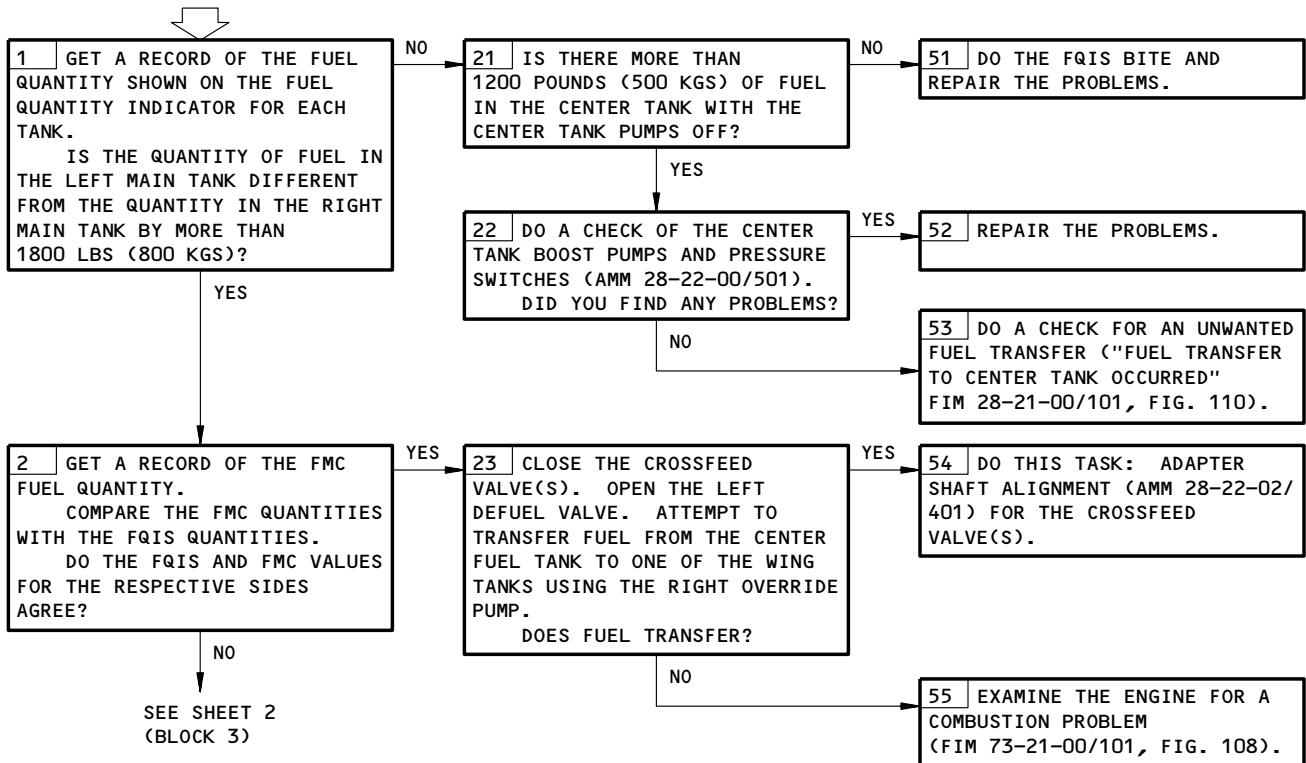 1 GET A RECORD OF THE FUEL
QUANTITY SHOWN ON THE FUEL
QUANTITY INDICATOR FOR EACH
TANK.
IS THE QUANTITY OF FUEL IN
THE LEFT MAIN TANK DIFFERENT
FROM THE QUANTITY IN THE RIGHT
MAIN TANK BY MORE THAN
1800 LBS (800 KGS)?
NO
YES
21 IS THERE MORE THAN
1200 POUNDS (500 KGS) OF FUEL
IN THE CENTER TANK WITH THE
CENTER TANK PUMPS OFF?
NO
YES
51 DO THE FQIS BITE AND
REPAIR THE PROBLEMS.
22 DO A CHECK OF THE CENTER
TANK BOOST PUMPS AND PRESSURE
SWITCHES (AMM 28-22-00/501).
DID YOU FIND ANY PROBLEMS?
YES
NO
52 REPAIR THE PROBLEMS.
53 DO A CHECK FOR AN UNWANTED
FUEL TRANSFER ("FUEL TRANSFER
TO CENTER TANK OCCURRED"
FIM 28-21-00/101, FIG. 110).
2 GET A RECORD OF THE FMC
FUEL QUANTITY.
COMPARE THE FMC QUANTITIES
WITH THE FQIS QUANTITIES.
DO THE FQIS AND FMC VALUES
FOR THE RESPECTIVE SIDES
AGREE?
YES
NO
SEE SHEET 2
(BLOCK 3)
23 CLOSE THE CROSSFEED
VALVE(S). OPEN THE LEFT
DEFUEL VALVE. ATTEMPT TO
TRANSFER FUEL FROM THE CENTER
FUEL TANK TO ONE OF THE WING
TANKS USING THE RIGHT OVERRIDE
PUMP.
DOES FUEL TRANSFER?
YES
NO
54 DO THIS TASK: ADAPTER
SHAFT ALIGNMENT (AMM 28-22-02/
401) FOR THE CROSSFEED
VALVE(S).
55 EXAMINE THE ENGINE FOR A
COMBUSTION PROBLEM
(FIM 73-21-00/101, FIG. 108).